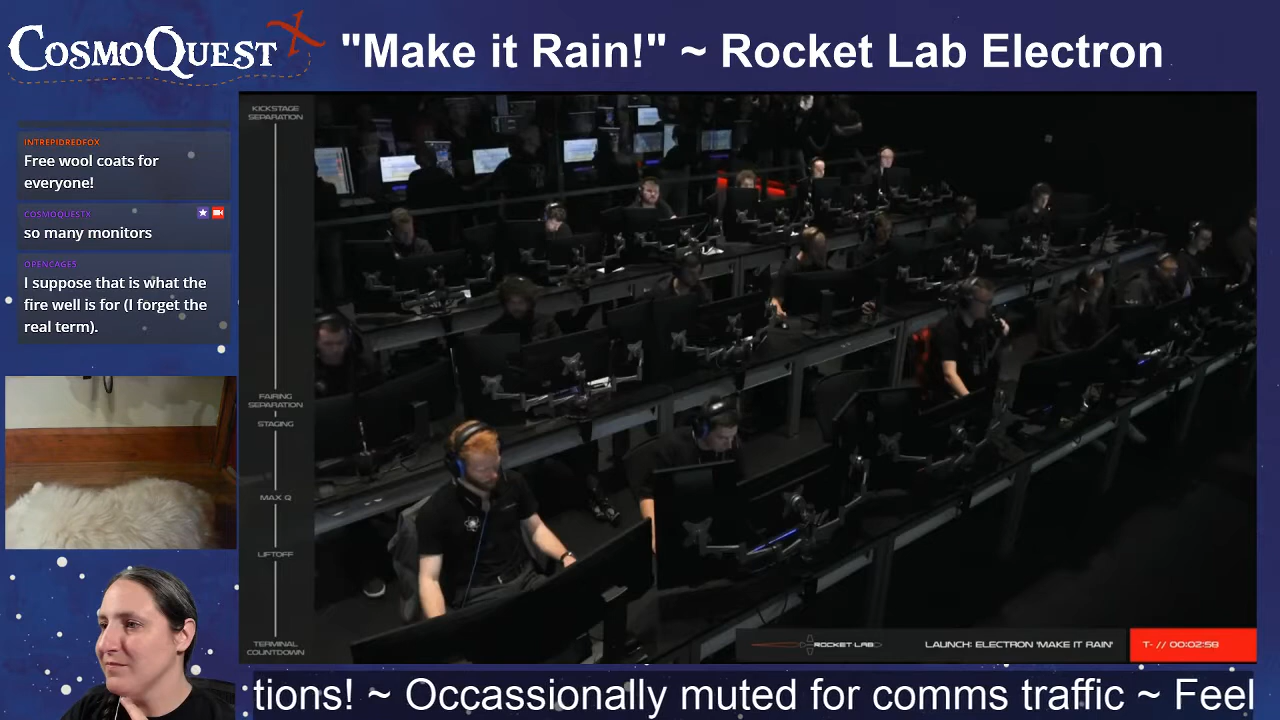 COSMOQUESTX
"Make it Rain!" ~ Rocket Lab Electron
INTREPIDREDFOX
Free wool coats for
everyone!
COSMOQUESTX
so many monitors
OPENCAGES
I suppose that is what the
fire well is for (I forget the
real term).
KICKSTAGE
SEPARATION
FAIRING
SEPARATION
STAGING
MAX Q
LIFTOFF
TERMINAL
COUNTDOWN
ROCKET LAB
LAUNCH: ELECTRON 'MAKE IT RAIN'
T- // 00:02:58
tions! ~ Occassionally muted for comms traffic ~ Feel